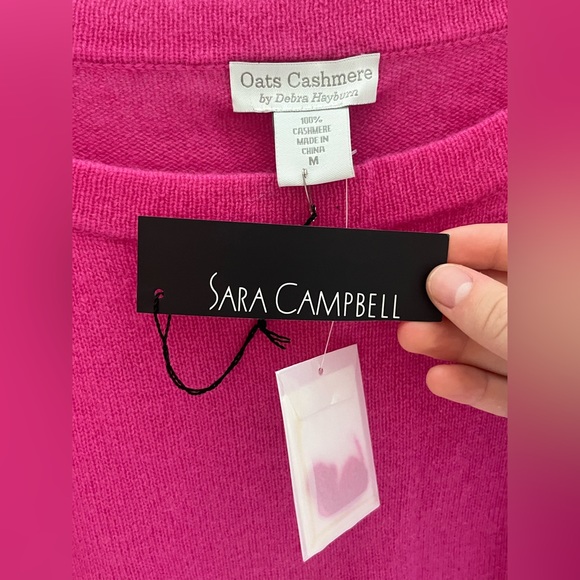 Oats Cashmere
by Debra Hayburn
100%
CASHMERE
MADE IN
CHINA
M
SARA CAMPBELL